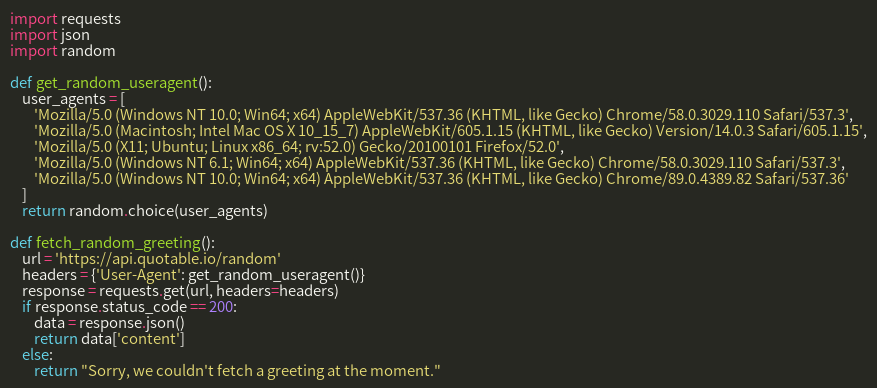 import requests
import json
import random

def get_random_useragent():
    user_agents = [
        'Mozilla/5.0 (Windows NT 10.0; Win64; x64) AppleWebKit/537.36 (KHTML, like Gecko) Chrome/58.0.3029.110 Safari/537.3',
        'Mozilla/5.0 (Macintosh; Intel Mac OS X 10_15_7) AppleWebKit/605.1.15 (KHTML, like Gecko) Version/14.0.3 Safari/605.1.15',
        'Mozilla/5.0 (X11; Ubuntu; Linux x86_64; rv:52.0) Gecko/20100101 Firefox/52.0',
        'Mozilla/5.0 (Windows NT 6.1; Win64; x64) AppleWebKit/537.36 (KHTML, like Gecko) Chrome/58.0.3029.110 Safari/537.3',
        'Mozilla/5.0 (Windows NT 10.0; Win64; x64) AppleWebKit/537.36 (KHTML, like Gecko) Chrome/89.0.4389.82 Safari/537.36'
    ]
    return random.choice(user_agents)

def fetch_random_greeting():
    url = 'https://api.quotable.io/random'
    headers = {'User-Agent': get_random_useragent()}
    response = requests.get(url, headers=headers)
    if response.status_code == 200:
        data = response.json()
        return data['content']
    else:
        return "Sorry, we couldn't fetch a greeting at the moment."